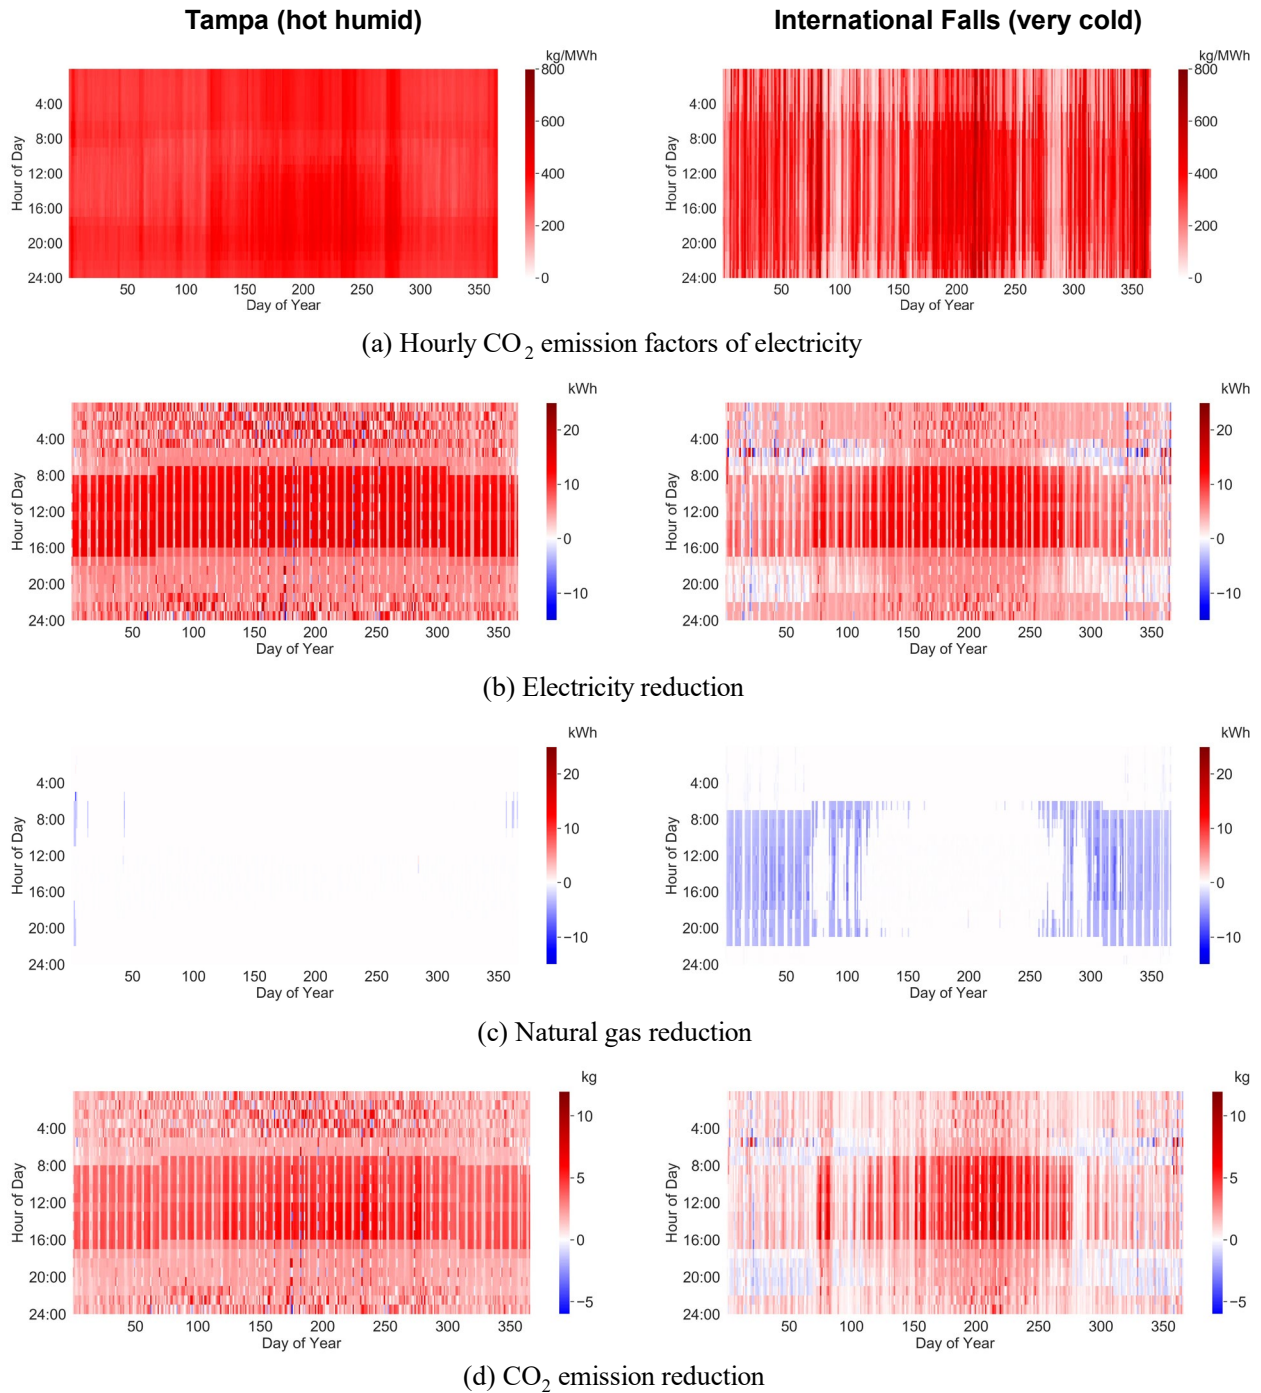 Tampa (hot humid)
International Falls (very cold)
kg/MWh
800
600
400
200
0
4:00
8:00
12:00
16:00
20:00
24:00
Hour of Day
50 100 150 200 250 300 350
Day of Year
kg/MWh
800
600
400
200
0
4:00
8:00
12:00
16:00
20:00
24:00
Hour of Day
50 100 150 200 250 300 350
Day of Year
(a) Hourly CO2 emission factors of electricity
kWh
20
10
0
−10
4:00
8:00
12:00
16:00
20:00
24:00
Hour of Day
50 100 150 200 250 300 350
Day of Year
kWh
20
10
0
−10
4:00
8:00
12:00
16:00
20:00
24:00
Hour of Day
50 100 150 200 250 300 350
Day of Year
(b) Electricity reduction
kWh
20
10
0
−10
4:00
8:00
12:00
16:00
20:00
24:00
Hour of Day
50 100 150 200 250 300 350
Day of Year
kWh
20
10
0
−10
4:00
8:00
12:00
16:00
20:00
24:00
Hour of Day
50 100 150 200 250 300 350
Day of Year
(c) Natural gas reduction
kg
10
5
0
−5
4:00
8:00
12:00
16:00
20:00
24:00
Hour of Day
50 100 150 200 250 300 350
Day of Year
kg
10
5
0
−5
4:00
8:00
12:00
16:00
20:00
24:00
Hour of Day
50 100 150 200 250 300 350
Day of Year
(d) CO2 emission reduction